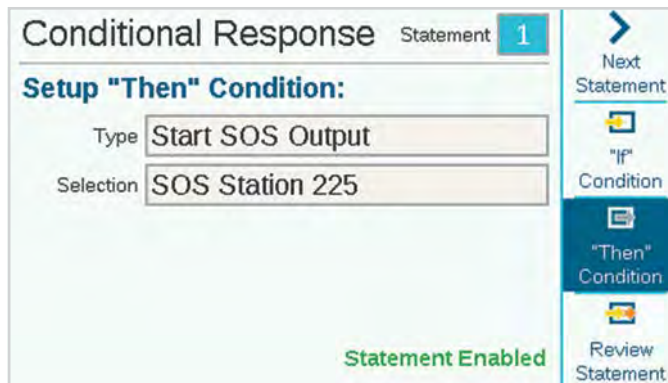 Conditional Response Statement 1
Setup "Then" Condition:
Type Start SOS Output
Selection SOS Station 225
Statement Enabled
Next
Statement
"If"
Condition
"Then"
Condition
Review
Statement